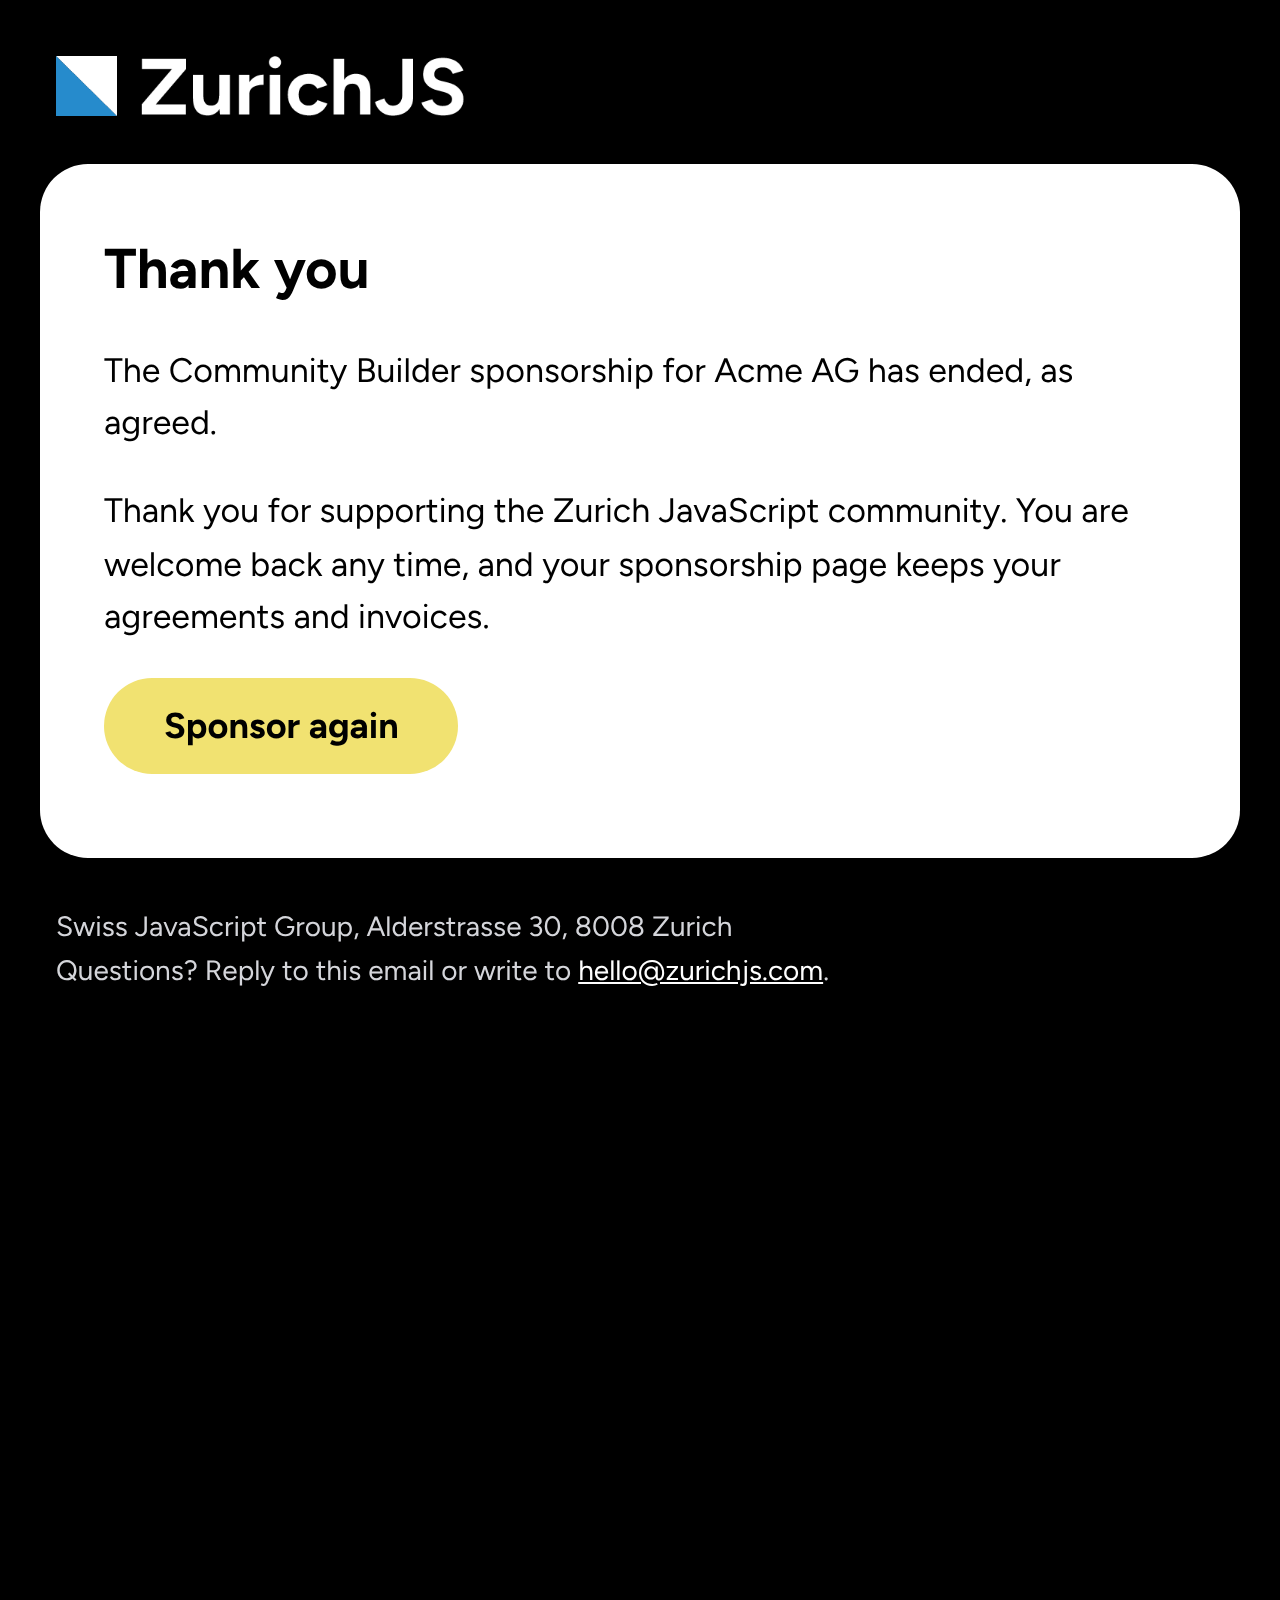 ZurichJS
Thank you
The Community Builder sponsorship for Acme AG has ended, as
agreed.
Thank you for supporting the Zurich JavaScript community. You are
welcome back any time, and your sponsorship page keeps your
agreements and invoices.
Sponsor again
Swiss JavaScript Group, Alderstrasse 30, 8008 Zurich
Questions? Reply to this email or write to hello@zurichjs.com.